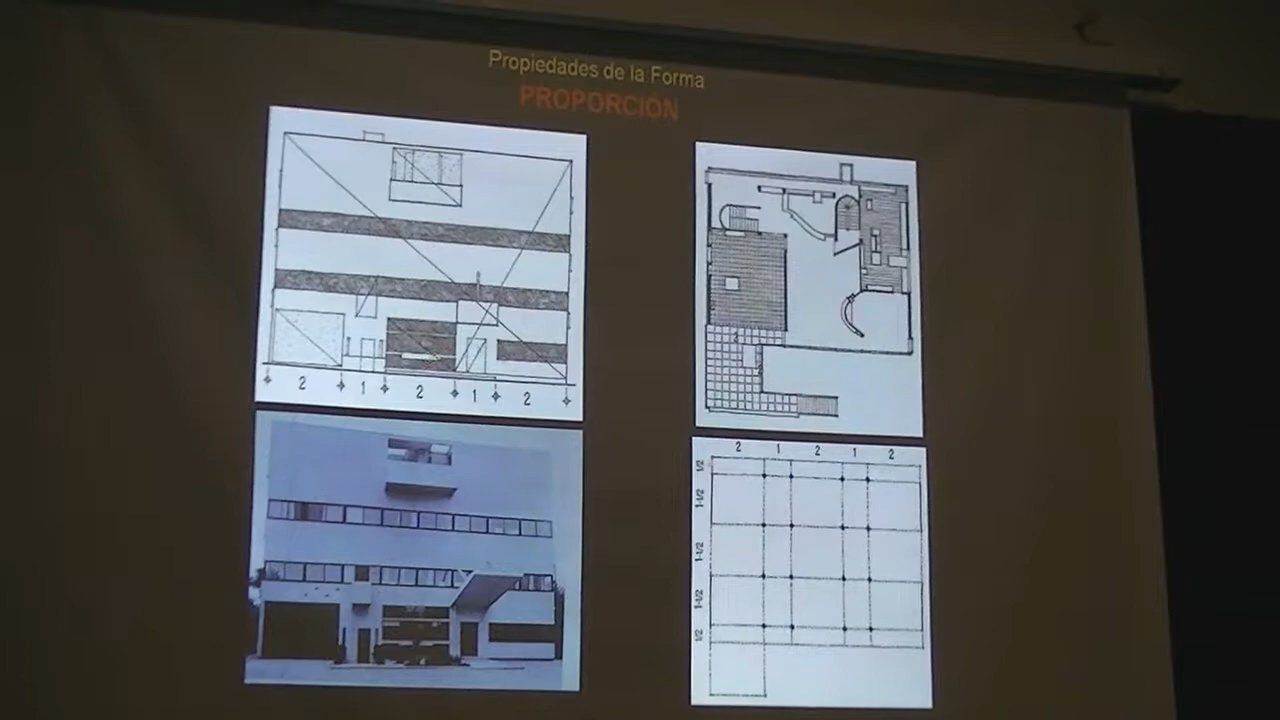 Propiedades de la Forma
PROPORCIÓN
2 1 2 1 2
2 1 2 1 2
1/2
1-1/2
1-1/2
1-1/2
1/2